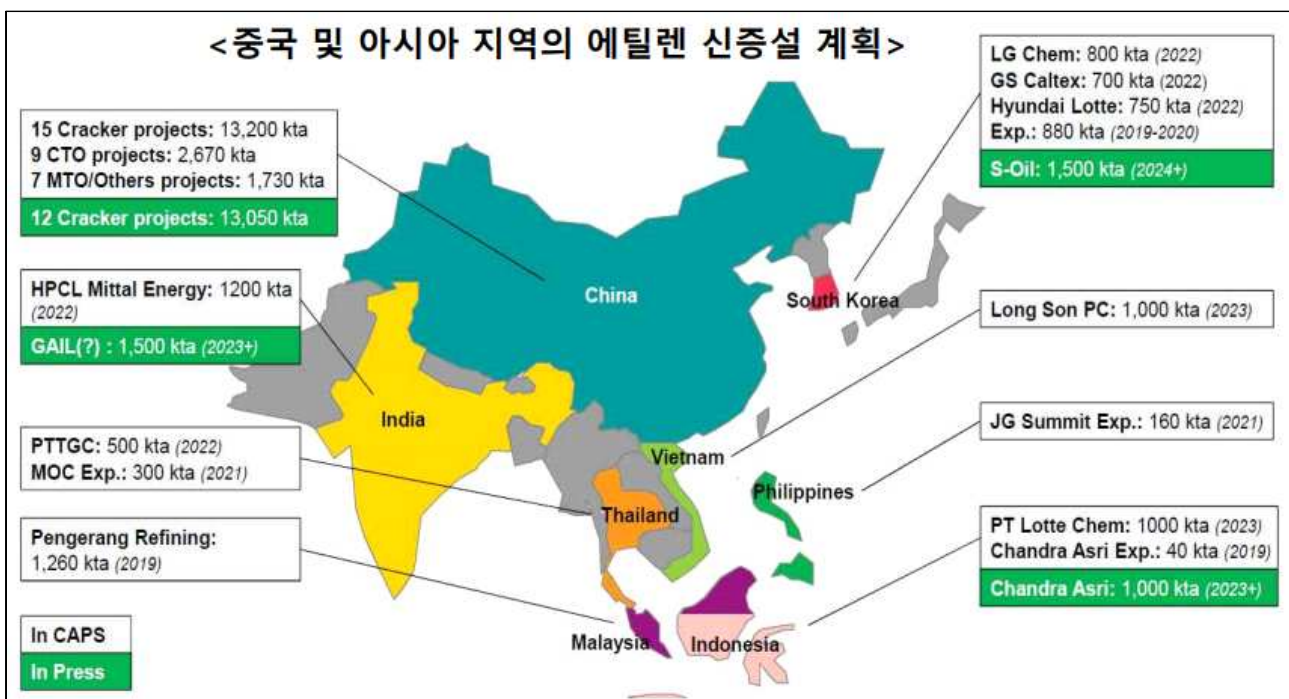 <중국 및 아시아 지역의 에틸렌 신증설 계획>
15 Cracker projects: 13,200 kta
9 CTO projects: 2,670 kta
7 MTO/Others projects: 1,730 kta
12 Cracker projects: 13,050 kta
HPCL Mittal Energy: 1200 kta
(2022)
GAIL(?) : 1,500 kta (2023+)
PTTGC: 500 kta (2022)
MOC Exp.: 300 kta (2021)
Pengerang Refining:
1,260 kta (2019)
In CAPS
In Press
China
India
South Korea
Vietnam
Thailand
Philippines
Malaysia
Indonesia
LG Chem: 800 kta (2022)
GS Caltex: 700 kta (2022)
Hyundai Lotte: 750 kta (2022)
Exp.: 880 kta (2019-2020)
S-Oil: 1,500 kta (2024+)
Long Son PC: 1,000 kta (2023)
JG Summit Exp.: 160 kta (2021)
PT Lotte Chem: 1000 kta (2023)
Chandra Asri Exp.: 40 kta (2019)
Chandra Asri: 1,000 kta (2023+)